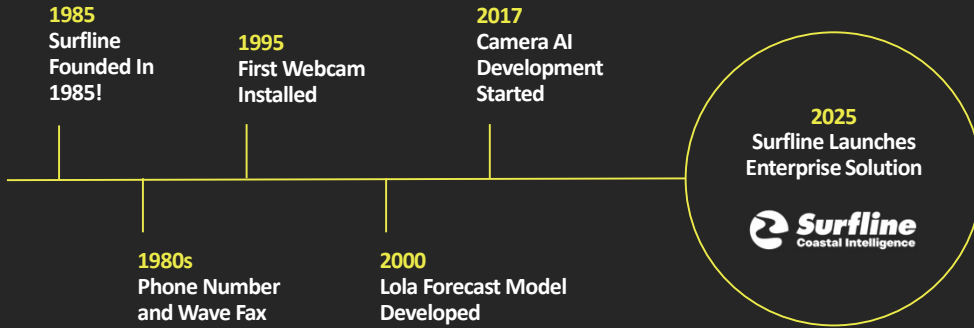 1985
Surfline
Founded In
1985!
1980s
Phone Number
and Wave Fax
1995
First Webcam
Installed
2000
Lola Forecast Model
Developed
2017
Camera AI
Development
Started
2025
Surfline Launches
Enterprise Solution
Surfline
Coastal Intelligence